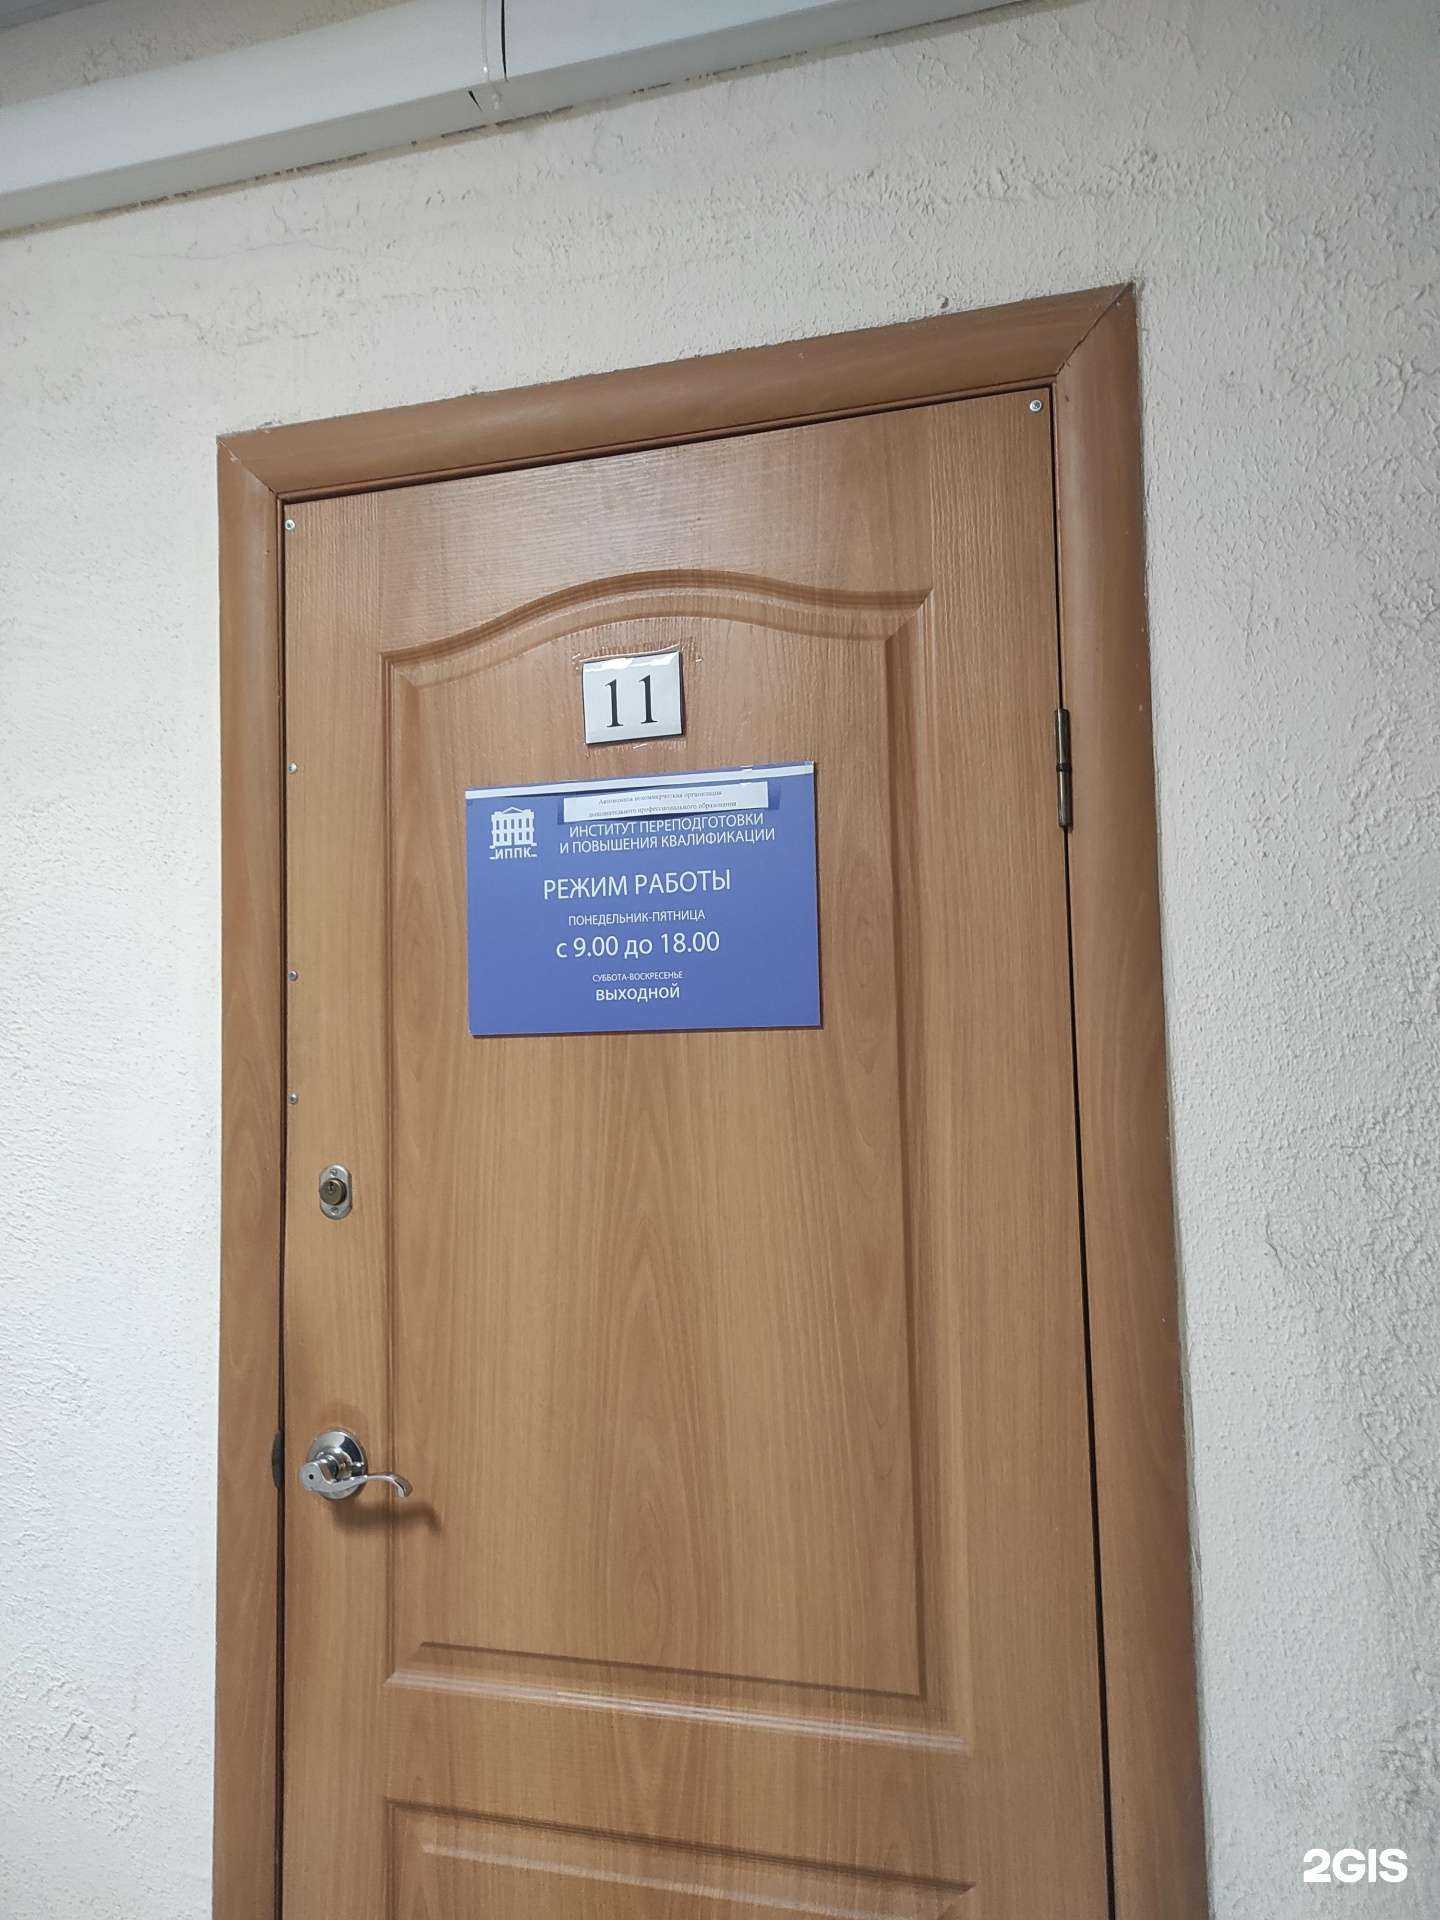 11
Автономная некоммерческая организация
дополнительного профессионального образования
ИНСТИТУТ ПЕРЕПОДГОТОВКИ
И ПОВЫШЕНИЯ КВАЛИФИКАЦИИ
ИППК
РЕЖИМ РАБОТЫ
ПОНЕДЕЛЬНИК-ПЯТНИЦА
с 9.00 до 18.00
СУББОТА-ВОСКРЕСЕНЬЕ
ВЫХОДНОЙ
2GIS